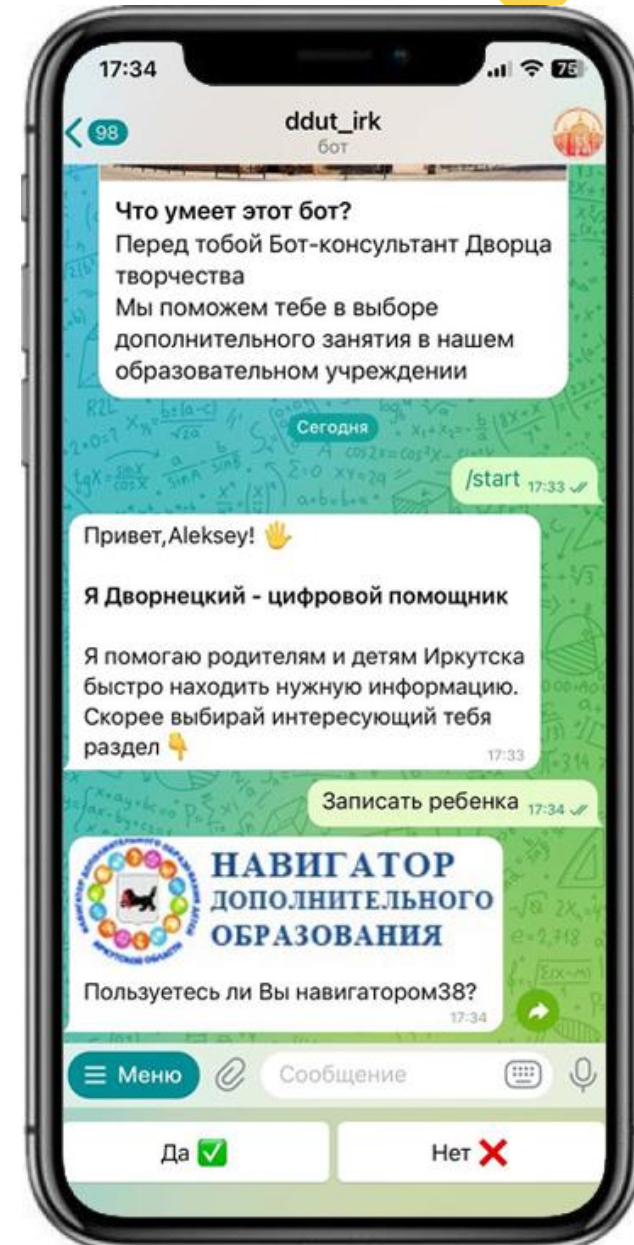 17:34
75
98
ddut_irk
бот
Что умеет этот бот?
Перед тобой Бот-консультант Дворца
творчества
Мы поможем тебе в выборе
дополнительного занятия в нашем
образовательном учреждении
Сегодня
/start 17:33
Привет,Aleksey! 🖐
Я Дворнецкий - цифровой помощник
Я помогаю родителям и детям Иркутска
быстро находить нужную информацию.
Скорее выбирай интересующий тебя
раздел 👇
17:33
Записать ребенка 17:34
НАВИГАТОР
ДОПОЛНИТЕЛЬНОГО
ОБРАЗОВАНИЯ
Пользуетесь ли Вы навигатором38?
17:34
Меню
Сообщение
Да ✅
Нет ❌